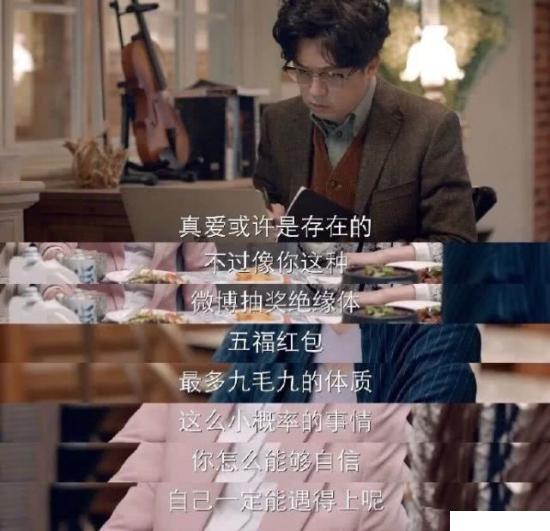 真爱或许是存在的
不过像你这种
微博抽奖绝缘体
五福红包
最多九毛九的体质
这么小概率的事情
你怎么能够自信
自己一定能遇得上呢